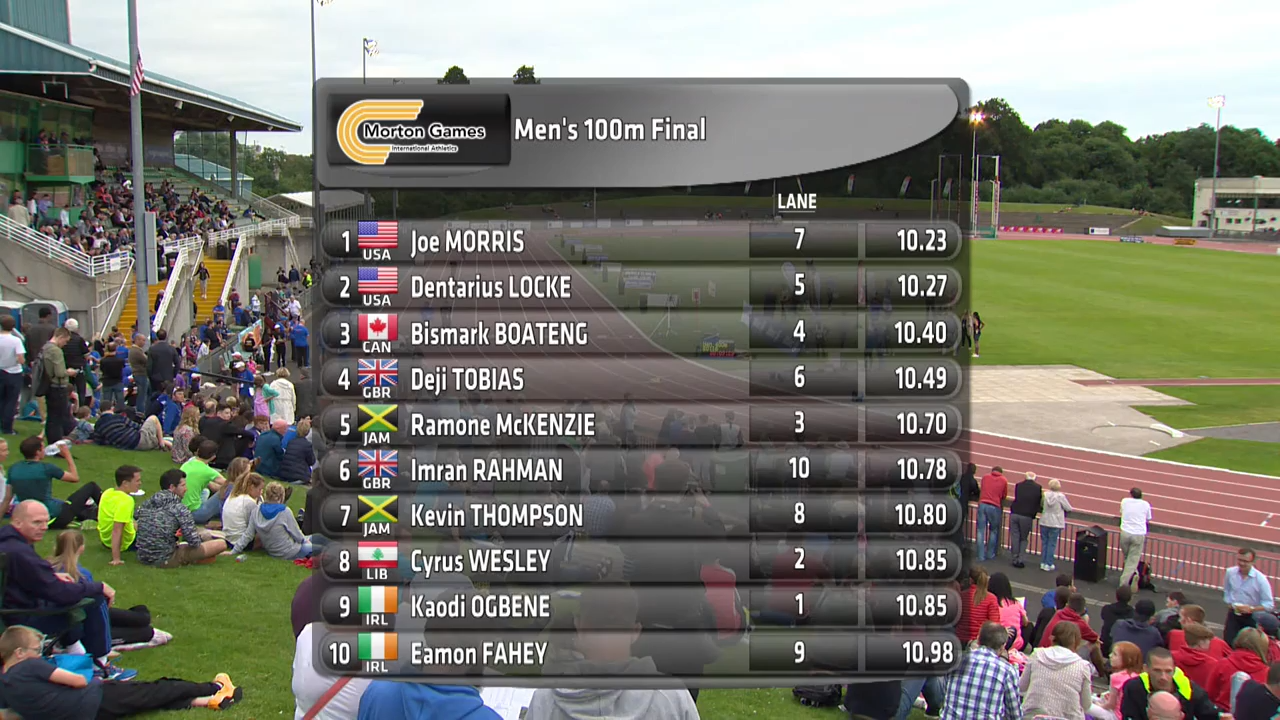 Morton Games
International Athletics
Men's 100m Final
LANE
1 USA Joe MORRIS 7 10.23
2 USA Dentarius LOCKE 5 10.27
3 CAN Bismark BOATENG 4 10.40
4 GBR Deji TOBIAS 6 10.49
5 JAM Ramone McKENZIE 3 10.70
6 GBR Imran RAHMAN 10 10.78
7 JAM Kevin THOMPSON 8 10.80
8 LIB Cyrus WESLEY 2 10.85
9 IRL Kaodi OGBENE 1 10.85
10 IRL Eamon FAHEY 9 10.98